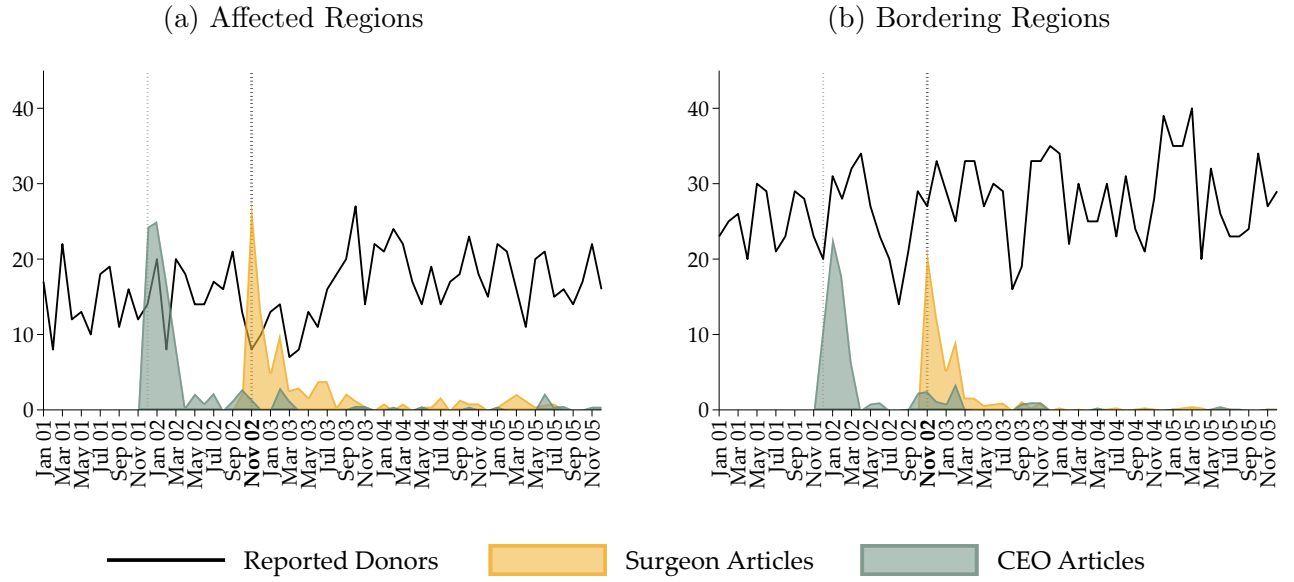 (a) Affected Regions
(b) Bordering Regions
40
30
20
10
0
Jan 01
Mar 01
May 01
Jul 01
Sep 01
Nov 01
Jan 02
Mar 02
May 02
Jul 02
Sep 02
Nov 02
Jan 03
Mar 03
May 03
Jul 03
Sep 03
Nov 03
Jan 04
Mar 04
May 04
Jul 04
Sep 04
Nov 04
Jan 05
Mar 05
May 05
Jul 05
Sep 05
Nov 05
40
30
20
10
0
Jan 01
Mar 01
May 01
Jul 01
Sep 01
Nov 01
Jan 02
Mar 02
May 02
Jul 02
Sep 02
Nov 02
Jan 03
Mar 03
May 03
Jul 03
Sep 03
Nov 03
Jan 04
Mar 04
May 04
Jul 04
Sep 04
Nov 04
Jan 05
Mar 05
May 05
Jul 05
Sep 05
Nov 05
Reported Donors
Surgeon Articles
CEO Articles